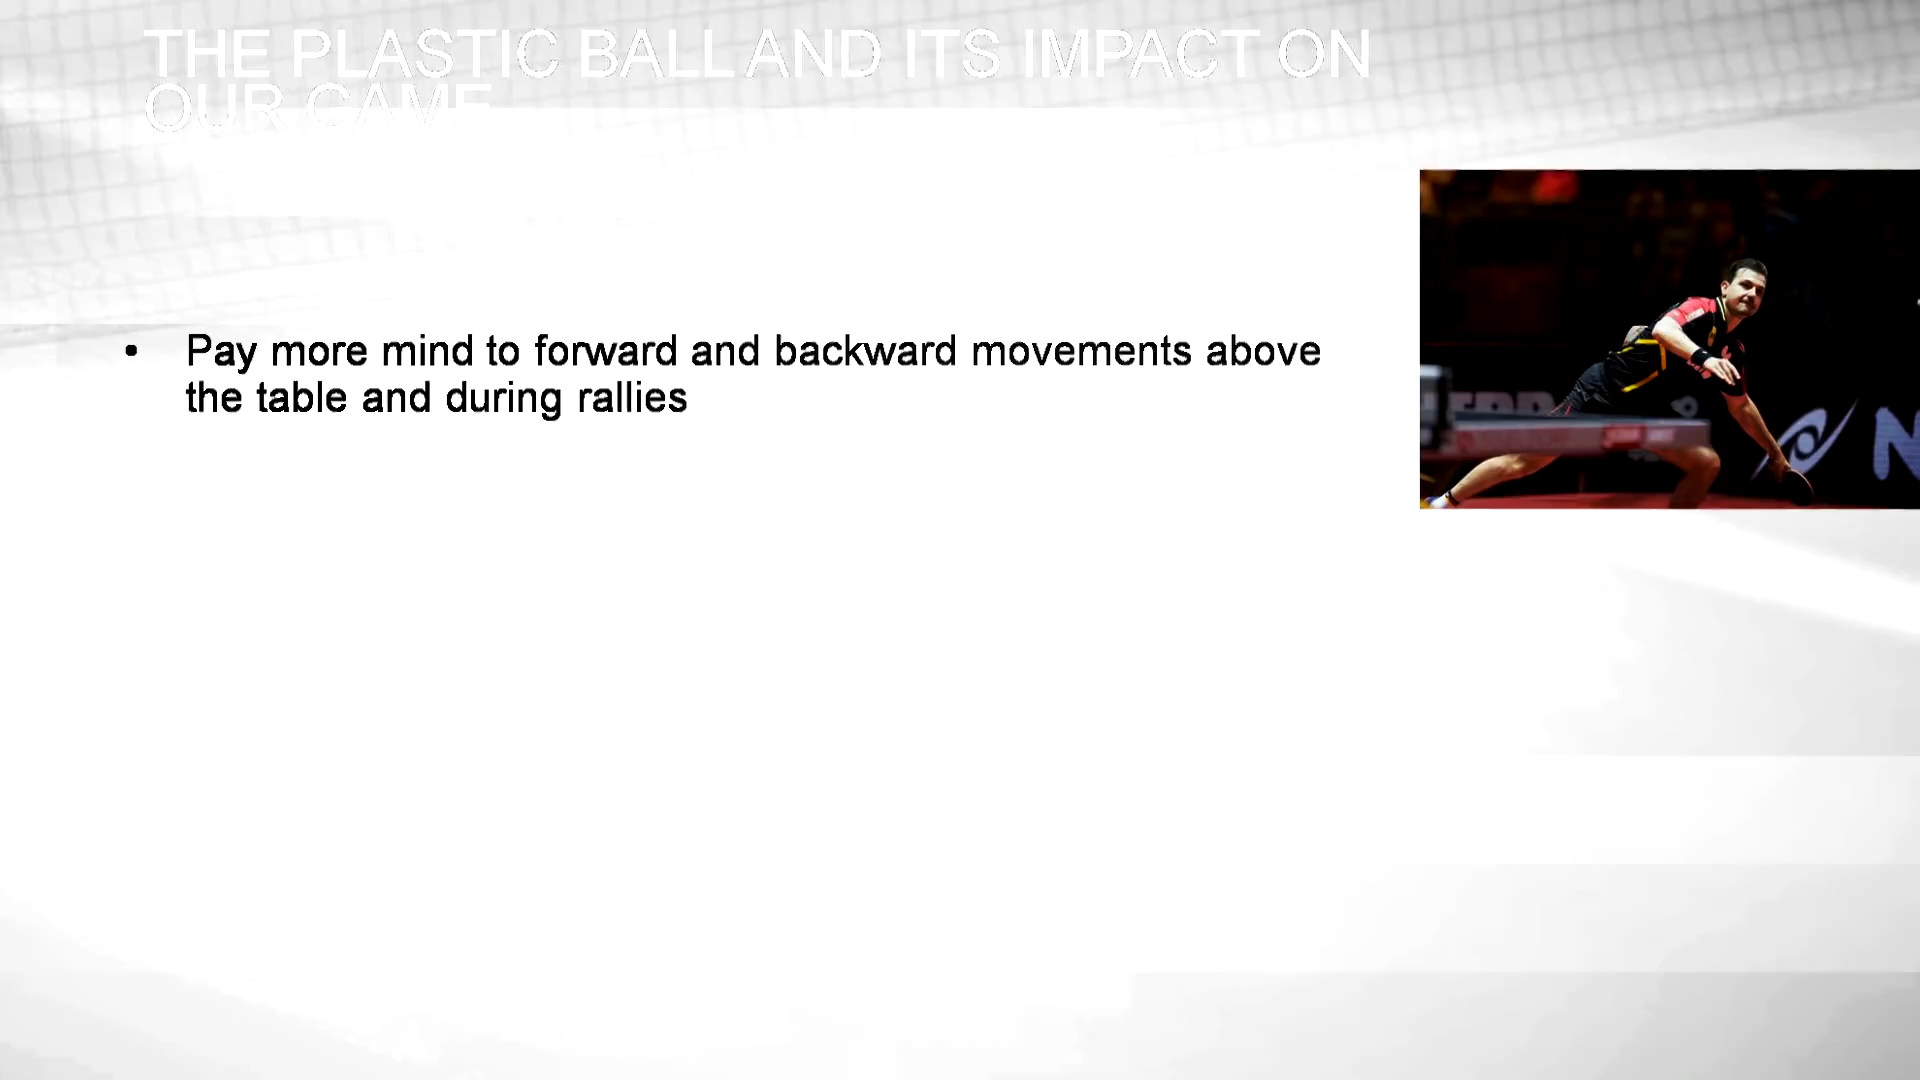 THE PLASTIC BALL AND ITS IMPACT ON
OUR GAME
• Pay more mind to forward and backward movements above
the table and during rallies